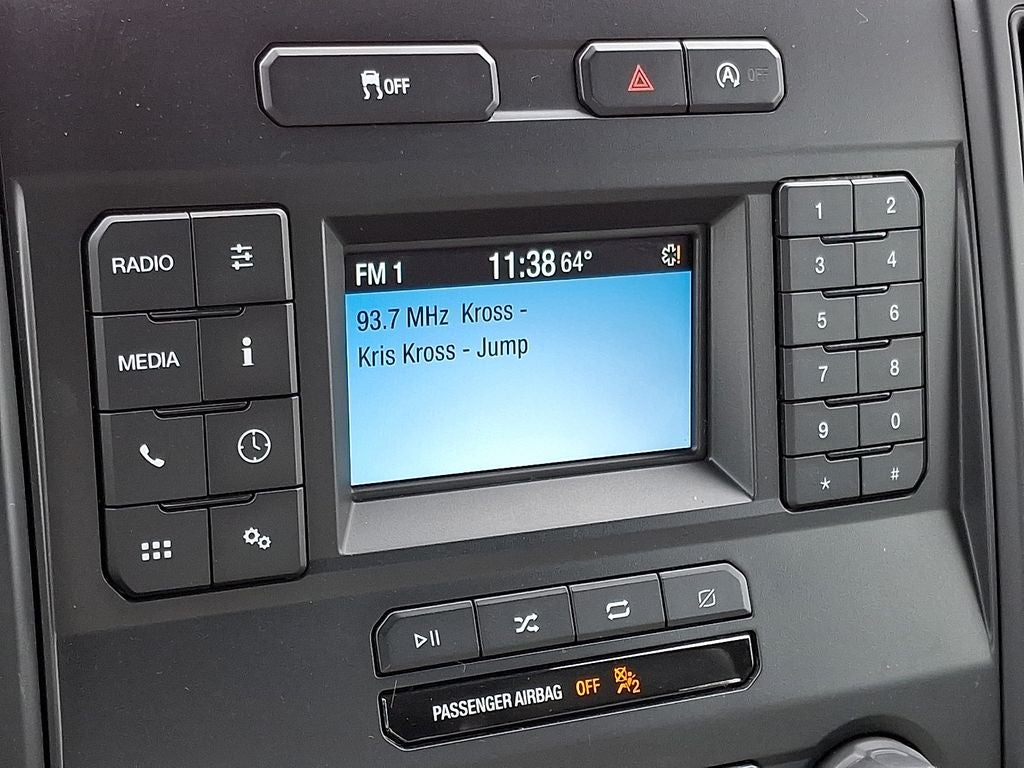 OFF
A OFF
FM 1 11:38 64°
93.7 MHz Kross -
Kris Kross - Jump
RADIO
MEDIA
i
1 2
3 4
5 6
7 8
9 0
* #
PASSENGER AIRBAG OFF 2